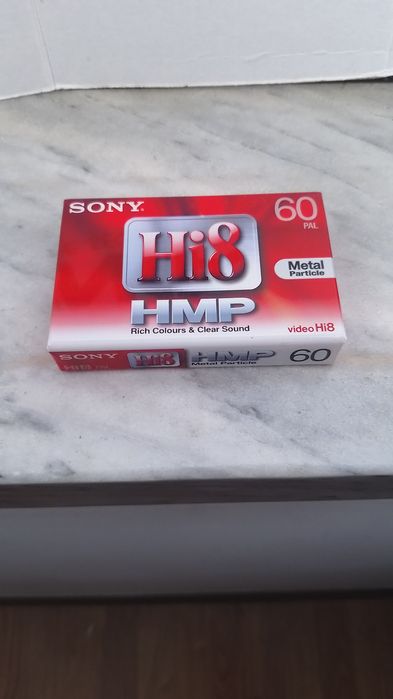 SONY
60
PAL
Hi8
Metal
Particle
HMP
Rich Colours & Clear Sound
video Hi8
SONY Hi8 HMP 60
Metal Particle